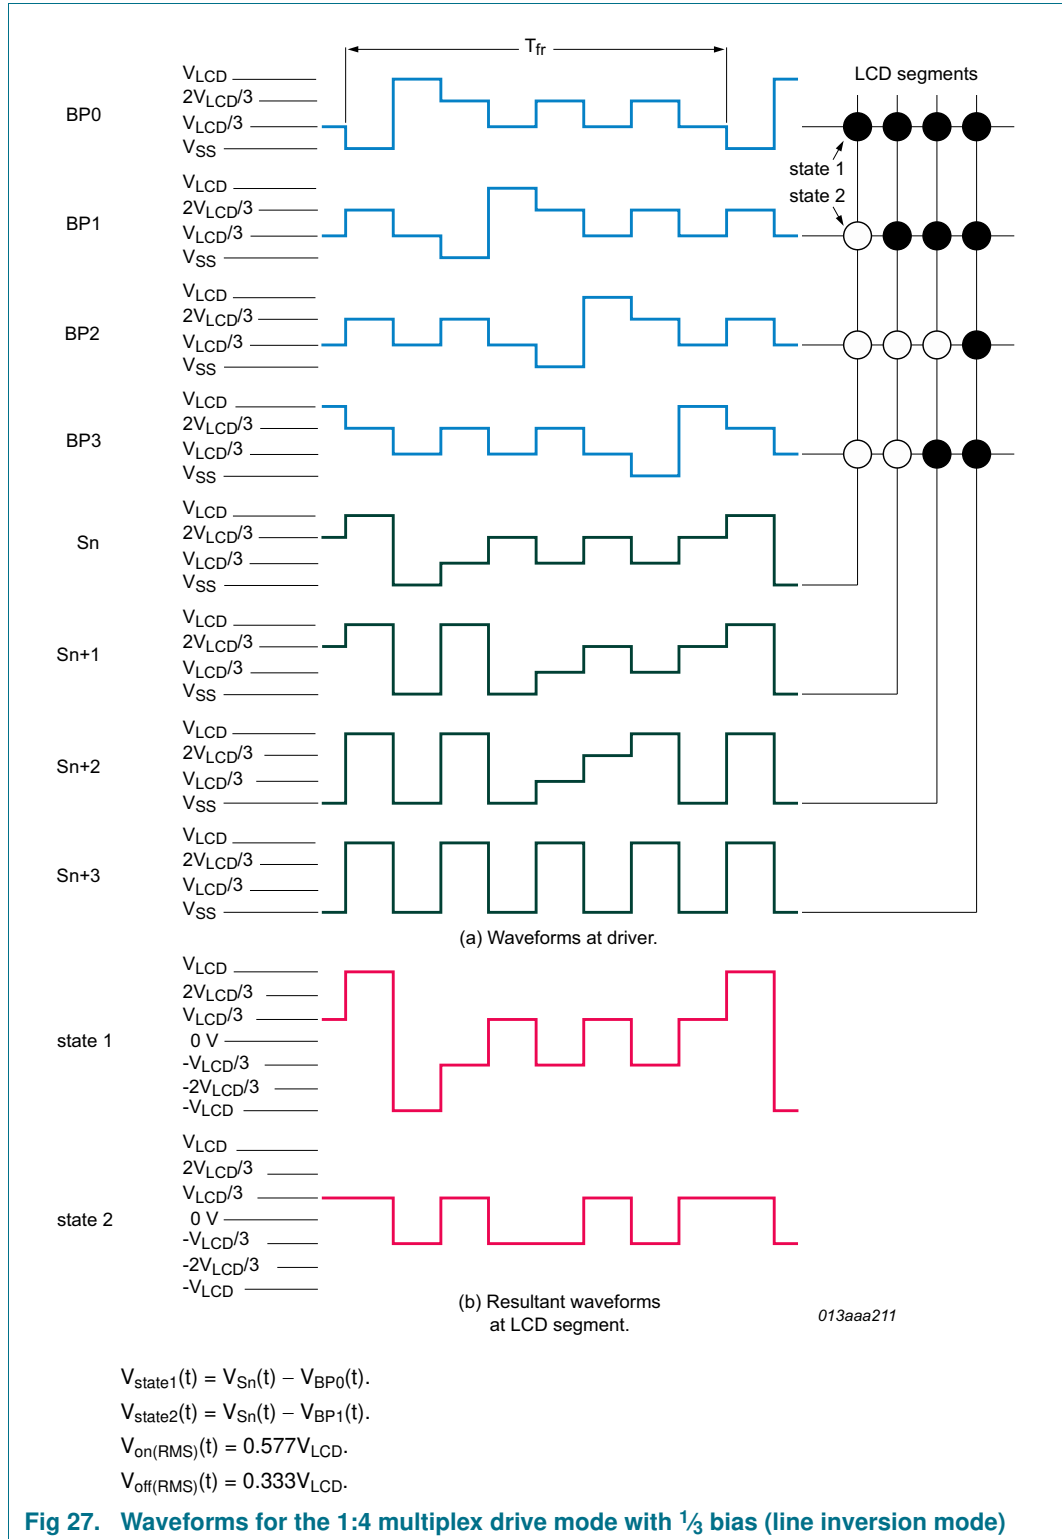 Tfr
LCD segments
BP0
VLCD
2VLCD/3
VLCD/3
VSS
state 1
state 2
BP1
VLCD
2VLCD/3
VLCD/3
VSS
BP2
VLCD
2VLCD/3
VLCD/3
VSS
BP3
VLCD
2VLCD/3
VLCD/3
VSS
Sn
VLCD
2VLCD/3
VLCD/3
VSS
Sn+1
VLCD
2VLCD/3
VLCD/3
VSS
Sn+2
VLCD
2VLCD/3
VLCD/3
VSS
Sn+3
VLCD
2VLCD/3
VLCD/3
VSS
(a) Waveforms at driver.
state 1
VLCD
2VLCD/3
VLCD/3
0 V
-VLCD/3
-2VLCD/3
-VLCD
state 2
VLCD
2VLCD/3
VLCD/3
0 V
-VLCD/3
-2VLCD/3
-VLCD
(b) Resultant waveforms
at LCD segment.
013aaa211
Vstate1(t) = VSn(t) − VBP0(t).
Vstate2(t) = VSn(t) − VBP1(t).
Von(RMS)(t) = 0.577VLCD.
Voff(RMS)(t) = 0.333VLCD.
Fig 27. Waveforms for the 1:4 multiplex drive mode with 1⁄3 bias (line inversion mode)